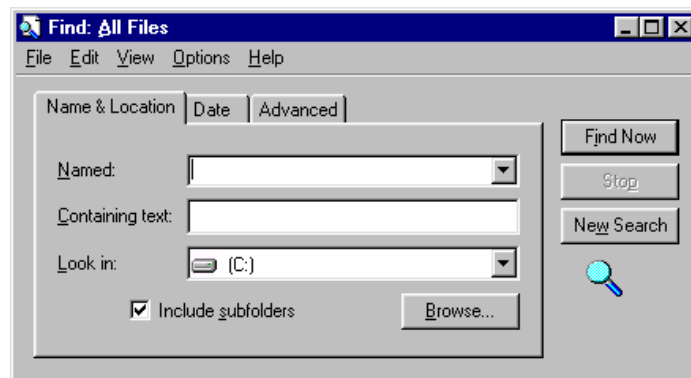 Find: All Files
File Edit View Options Help
Name & Location Date Advanced
Find Now
Named:
Stop
Containing text:
New Search
Look in: (C:)
Include subfolders Browse...